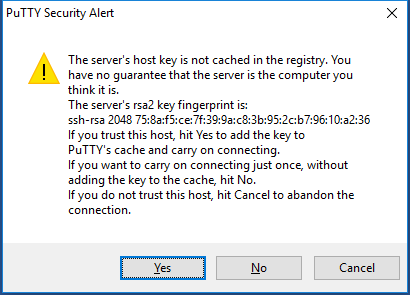 PuTTY Security Alert
The server's host key is not cached in the registry. You
have no guarantee that the server is the computer you
think it is.
The server's rsa2 key fingerprint is:
ssh-rsa 2048 75:8a:f5:ce:7f:39:9a:c8:3b:95:2c:b7:96:10:a2:36
If you trust this host, hit Yes to add the key to
PuTTY's cache and carry on connecting.
If you want to carry on connecting just once, without
adding the key to the cache, hit No.
If you do not trust this host, hit Cancel to abandon the
connection.
Yes No Cancel